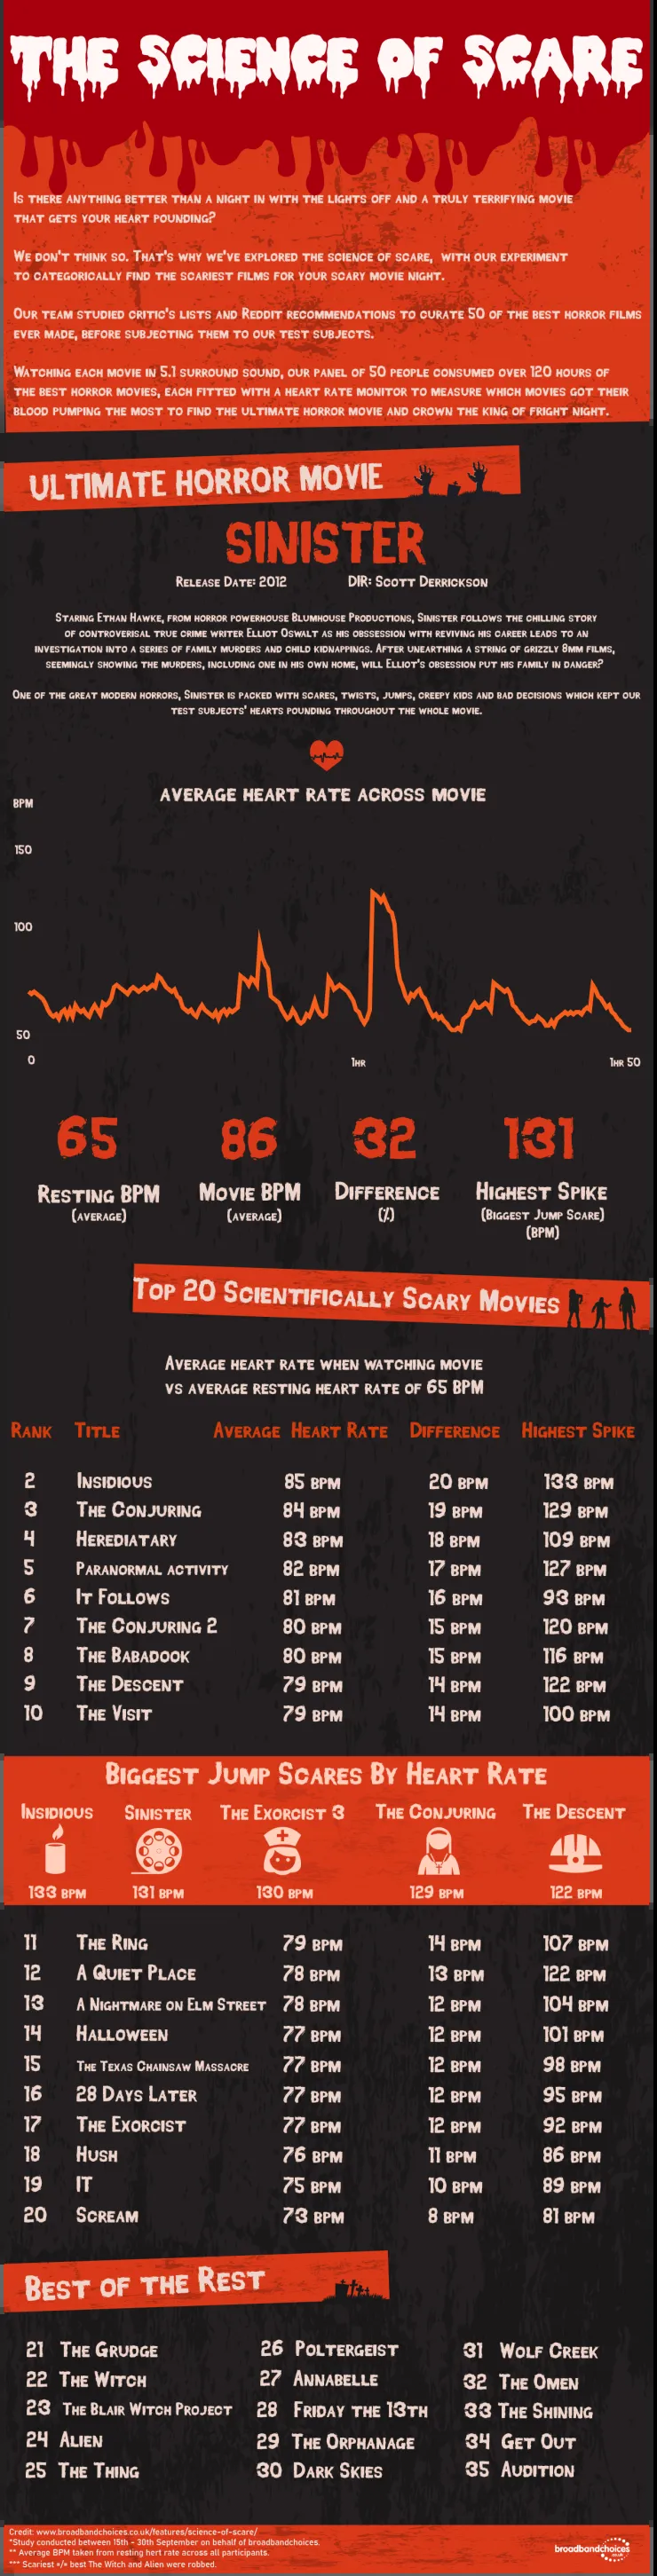 THE SCIENCE OF SCARE
IS THERE ANYTHING BETTER THAN A NIGHT IN WITH THE LIGHTS OFF AND A TRULY TERRIFYING MOVIE
THAT GETS YOUR HEART POUNDING?
WE DON'T THINK SO. THAT'S WHY WE'VE EXPLORED THE SCIENCE OF SCARE, WITH OUR EXPERIMENT
TO CATEGORICALLY FIND THE SCARIEST FILMS FOR YOUR SCARY MOVIE NIGHT.
OUR TEAM STUDIED CRITIC'S LISTS AND REDDIT RECOMMENDATIONS TO CURATE 50 OF THE BEST HORROR FILMS
EVER MADE, BEFORE SUBJECTING THEM TO OUR TEST SUBJECTS.
WATCHING EACH MOVIE IN 5.1 SURROUND SOUND, OUR PANEL OF 50 PEOPLE CONSUMED OVER 120 HOURS OF
THE BEST HORROR MOVIES, EACH FITTED WITH A HEART RATE MONITOR TO MEASURE WHICH MOVIES GOT THEIR
BLOOD PUMPING THE MOST TO FIND THE ULTIMATE HORROR MOVIE AND CROWN THE KING OF FRIGHT NIGHT.
ULTIMATE HORROR MOVIE
SINISTER
RELEASE DATE: 2012 DIR: SCOTT DERRICKSON
STARING ETHAN HAWKE, FROM HORROR POWERHOUSE BLUMHOUSE PRODUCTIONS, SINISTER FOLLOWS THE CHILLING STORY
OF CONTROVERISAL TRUE CRIME WRITER ELLIOT OSWALT AS HIS OBSSESSION WITH REVIVING HIS CAREER LEADS TO AN
INVESTIGATION INTO A SERIES OF FAMILY MURDERS AND CHILD KIDNAPPINGS. AFTER UNEARTHING A STRING OF GRIZZLY 8MM FILMS,
SEEMINGLY SHOWING THE MURDERS, INCLUDING ONE IN HIS OWN HOME, WILL ELLIOT'S OBSESSION PUT HIS FAMILY IN DANGER?
ONE OF THE GREAT MODERN HORRORS, SINISTER IS PACKED WITH SCARES, TWISTS, JUMPS, CREEPY KIDS AND BAD DECISIONS WHICH KEPT OUR
TEST SUBJECTS' HEARTS POUNDING THROUGHOUT THE WHOLE MOVIE.
AVERAGE HEART RATE ACROSS MOVIE
BPM
150
100
50
0 1HR 1HR 50
65 86 32 131
RESTING BPM MOVIE BPM DIFFERENCE HIGHEST SPIKE
(AVERAGE) (AVERAGE) (%) (BIGGEST JUMP SCARE)
(BPM)
TOP 20 SCIENTIFICALLY SCARY MOVIES
AVERAGE HEART RATE WHEN WATCHING MOVIE
VS AVERAGE RESTING HEART RATE OF 65 BPM
RANK TITLE AVERAGE HEART RATE DIFFERENCE HIGHEST SPIKE
2 INSIDIOUS 85 BPM 20 BPM 133 BPM
3 THE CONJURING 84 BPM 19 BPM 129 BPM
4 HEREDIATARY 83 BPM 18 BPM 109 BPM
5 PARANORMAL ACTIVITY 82 BPM 17 BPM 127 BPM
6 IT FOLLOWS 81 BPM 16 BPM 93 BPM
7 THE CONJURING 2 80 BPM 15 BPM 120 BPM
8 THE BABADOOK 80 BPM 15 BPM 116 BPM
9 THE DESCENT 79 BPM 14 BPM 122 BPM
10 THE VISIT 79 BPM 14 BPM 100 BPM
BIGGEST JUMP SCARES BY HEART RATE
INSIDIOUS SINISTER THE EXORCIST 3 THE CONJURING THE DESCENT
133 BPM 131 BPM 130 BPM 129 BPM 122 BPM
11 THE RING 79 BPM 14 BPM 107 BPM
12 A QUIET PLACE 78 BPM 13 BPM 122 BPM
13 A NIGHTMARE ON ELM STREET 78 BPM 12 BPM 104 BPM
14 HALLOWEEN 77 BPM 12 BPM 101 BPM
15 THE TEXAS CHAINSAW MASSACRE 77 BPM 12 BPM 98 BPM
16 28 DAYS LATER 77 BPM 12 BPM 95 BPM
17 THE EXORCIST 77 BPM 12 BPM 92 BPM
18 HUSH 76 BPM 11 BPM 86 BPM
19 IT 75 BPM 10 BPM 89 BPM
20 SCREAM 73 BPM 8 BPM 81 BPM
BEST OF THE REST
21 THE GRUDGE 26 POLTERGEIST 31 WOLF CREEK
22 THE WITCH 27 ANNABELLE 32 THE OMEN
23 THE BLAIR WITCH PROJECT 28 FRIDAY THE 13TH 33 THE SHINING
24 ALIEN 29 THE ORPHANAGE 34 GET OUT
25 THE THING 30 DARK SKIES 35 AUDITION
Credit: www.broadbandchoices.co.uk/features/science-of-scare/
*Study conducted between 15th - 30th September on behalf of broadbandchoices.
** Average BPM taken from resting hert rate across all participants.
*** Scariest =/= best The Witch and Alien were robbed.
broadbandchoices